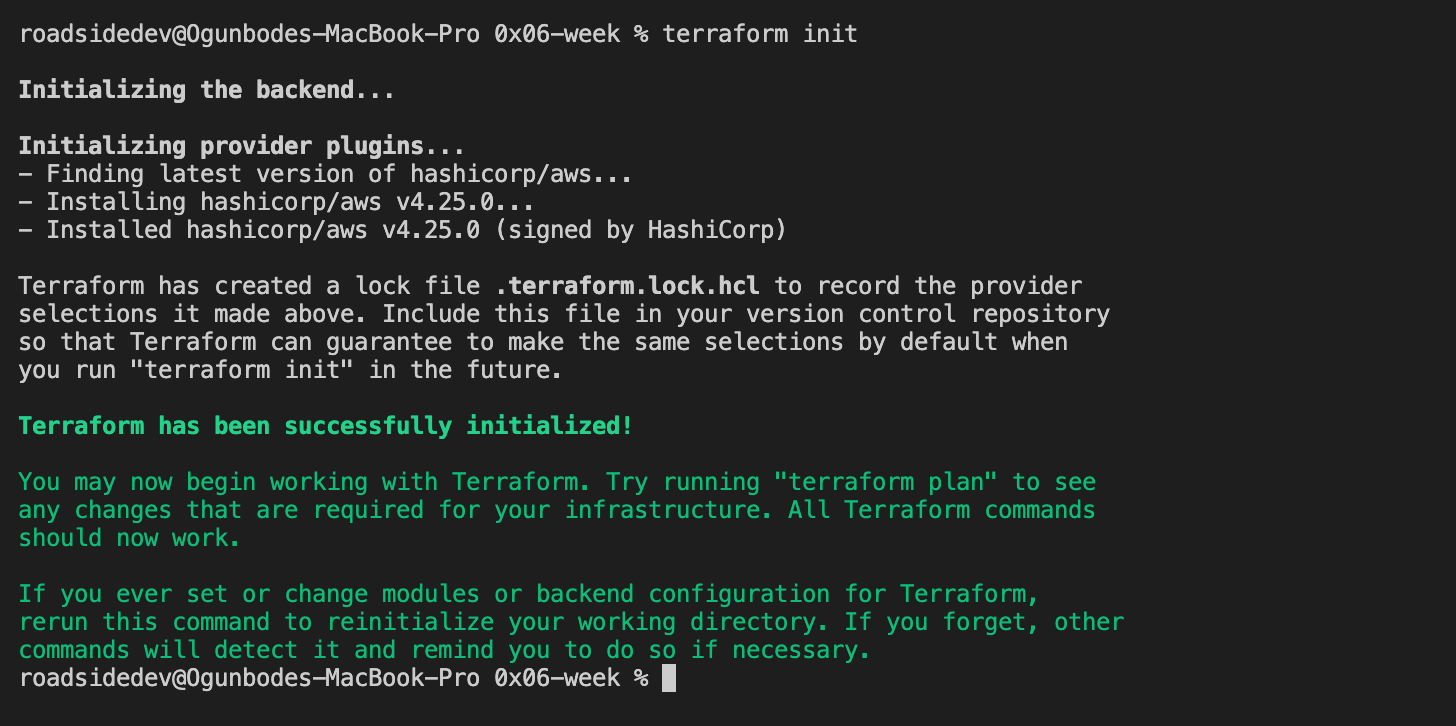 roadsidedev@Ogunbodes-MacBook-Pro 0x06-week % terraform init
Initializing the backend...
Initializing provider plugins...
- Finding latest version of hashicorp/aws...
- Installing hashicorp/aws v4.25.0...
- Installed hashicorp/aws v4.25.0 (signed by HashiCorp)
Terraform has created a lock file .terraform.lock.hcl to record the provider
selections it made above. Include this file in your version control repository
so that Terraform can guarantee to make the same selections by default when
you run "terraform init" in the future.
Terraform has been successfully initialized!
You may now begin working with Terraform. Try running "terraform plan" to see
any changes that are required for your infrastructure. All Terraform commands
should now work.
If you ever set or change modules or backend configuration for Terraform,
rerun this command to reinitialize your working directory. If you forget, other
commands will detect it and remind you to do so if necessary.
roadsidedev@Ogunbodes-MacBook-Pro 0x06-week %